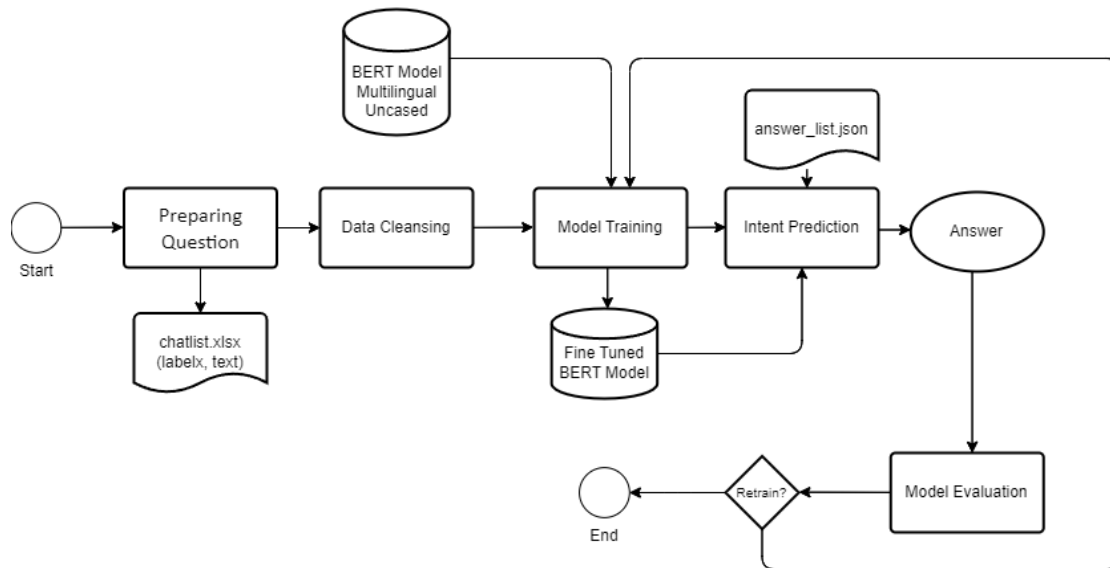 BERT Model
Multilingual
Uncased
answer_list.json
Start
Preparing
Question
Data Cleansing
Model Training
Intent Prediction
Answer
chatlist.xlsx
(labelx, text)
Fine Tuned
BERT Model
End
Retrain?
Model Evaluation